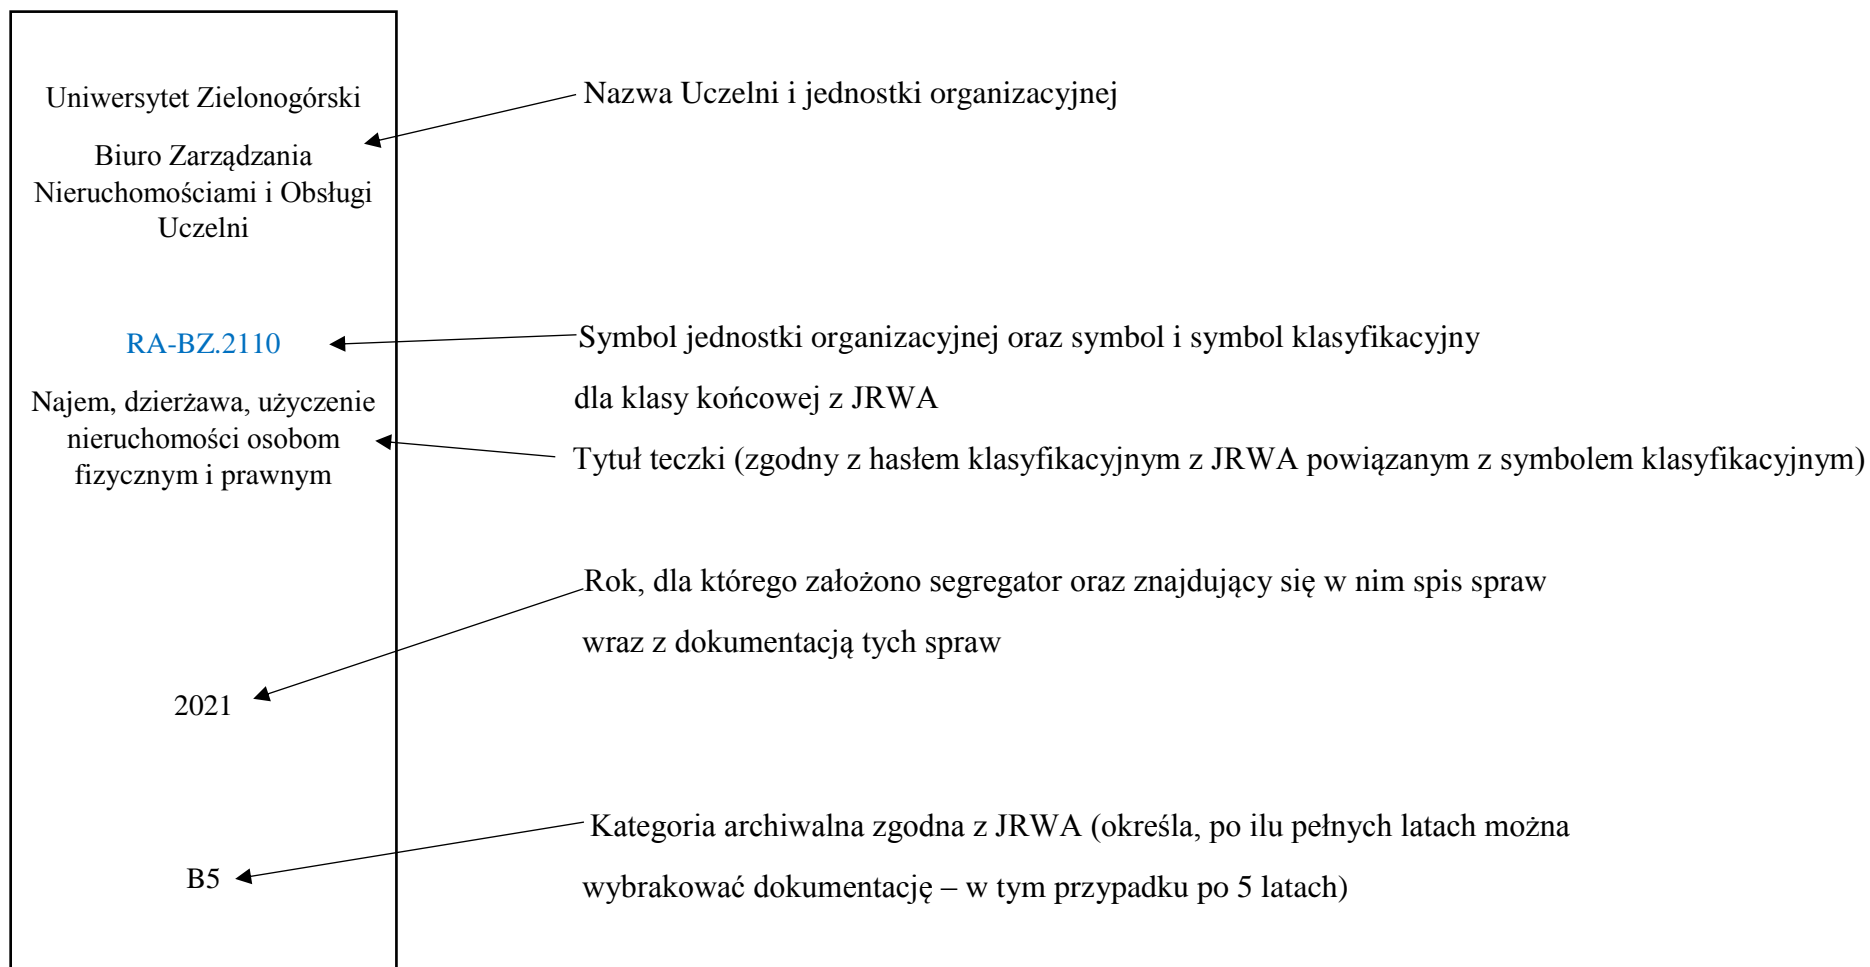 Uniwersytet Zielonogórski
Biuro Zarządzania
Nieruchomościami i Obsługi
Uczelni
Nazwa Uczelni i jednostki organizacyjnej
RA-BZ.2110
Symbol jednostki organizacyjnej oraz symbol i symbol klasyfikacyjny
dla klasy końcowej z JRWA
Najem, dzierżawa, użyczenie
nieruchomości osobom
fizycznym i prawnym
Tytuł teczki (zgodny z hasłem klasyfikacyjnym z JRWA powiązanym z symbolem klasyfikacyjnym)
Rok, dla którego założono segregator oraz znajdujący się w nim spis spraw
wraz z dokumentacją tych spraw
2021
Kategoria archiwalna zgodna z JRWA (określa, po ilu pełnych latach można
wybrakować dokumentację – w tym przypadku po 5 latach)
B5